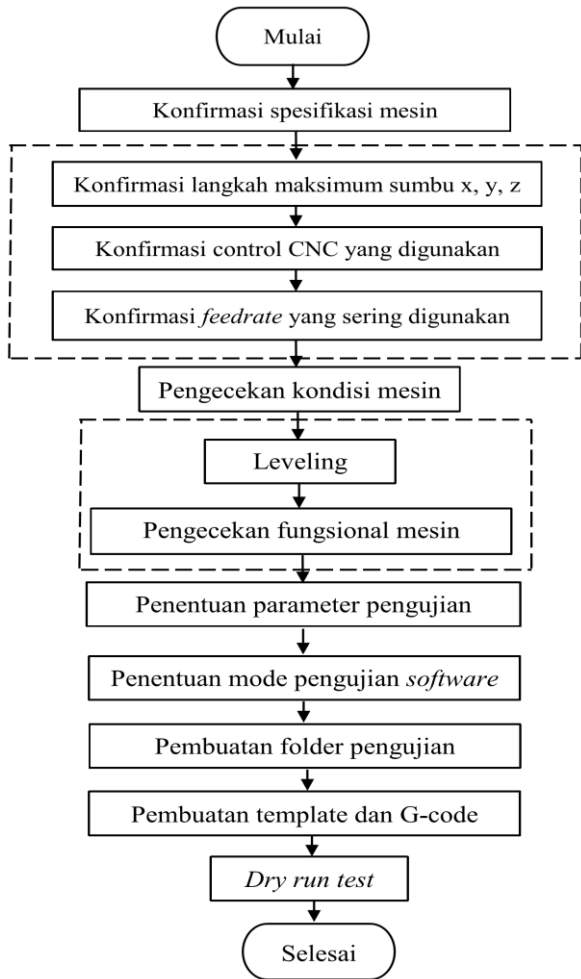 Mulai
Konfirmasi spesifikasi mesin
Konfirmasi langkah maksimum sumbu x, y, z
Konfirmasi control CNC yang digunakan
Konfirmasi feedrate yang sering digunakan
Pengecekan kondisi mesin
Leveling
Pengecekan fungsional mesin
Penentuan parameter pengujian
Penentuan mode pengujian software
Pembuatan folder pengujian
Pembuatan template dan G-code
Dry run test
Selesai